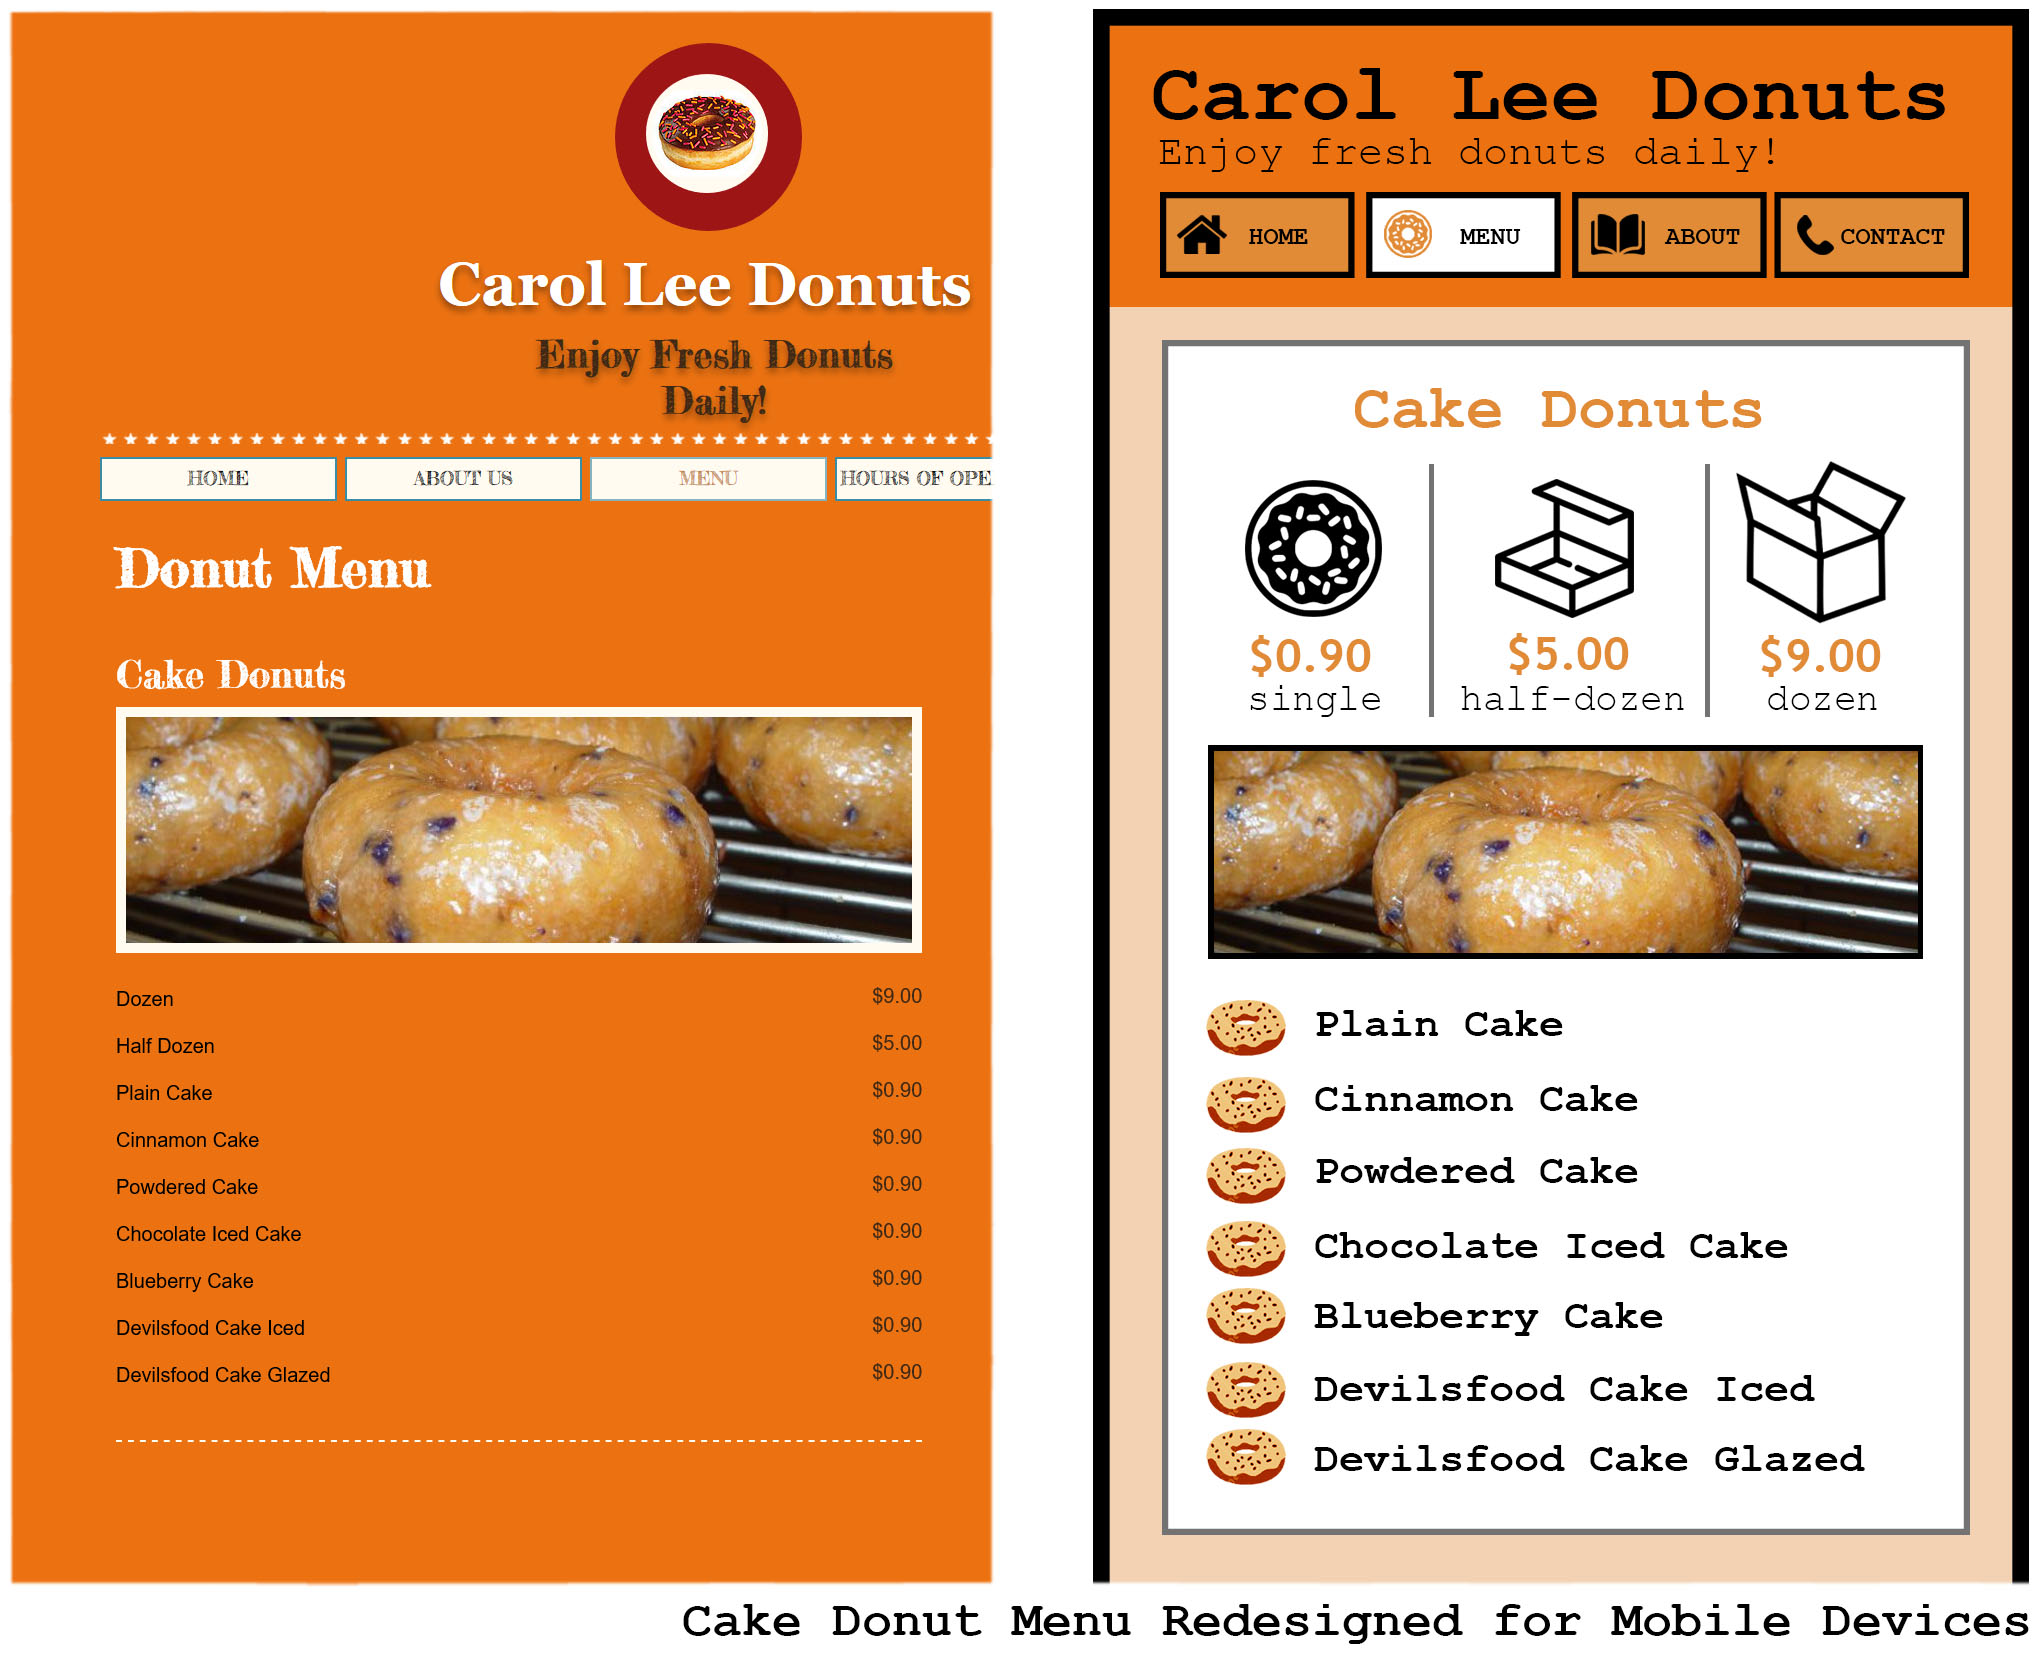 Carol Lee Donuts
Enjoy Fresh Donuts
Daily!
HOME ABOUT US MENU HOURS OF OPE
Donut Menu
Cake Donuts
Dozen $9.00
Half Dozen $5.00
Plain Cake $0.90
Cinnamon Cake $0.90
Powdered Cake $0.90
Chocolate Iced Cake $0.90
Blueberry Cake $0.90
Devilsfood Cake Iced $0.90
Devilsfood Cake Glazed $0.90
Carol Lee Donuts
Enjoy fresh donuts daily!
HOME MENU ABOUT CONTACT
Cake Donuts
$0.90 $5.00 $9.00
single half-dozen dozen
Plain Cake
Cinnamon Cake
Powdered Cake
Chocolate Iced Cake
Blueberry Cake
Devilsfood Cake Iced
Devilsfood Cake Glazed
Cake Donut Menu Redesigned for Mobile Devices